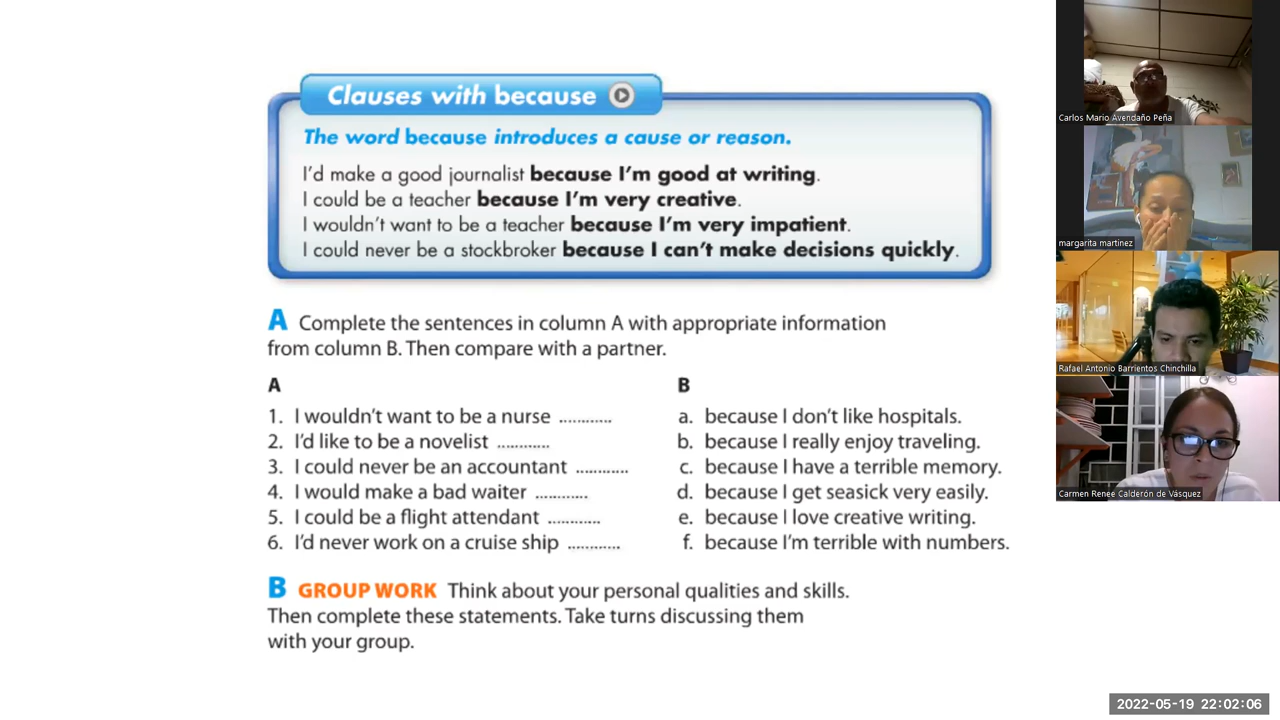 Clauses with because
The word because introduces a cause or reason.
I'd make a good journalist because I'm good at writing.
I could be a teacher because I'm very creative.
I wouldn't want to be a teacher because I'm very impatient.
I could never be a stockbroker because I can't make decisions quickly.
A Complete the sentences in column A with appropriate information
from column B. Then compare with a partner.
A
1. I wouldn't want to be a nurse ............
2. I'd like to be a novelist ............
3. I could never be an accountant ............
4. I would make a bad waiter ............
5. I could be a flight attendant ............
6. I'd never work on a cruise ship ............
B
a. because I don't like hospitals.
b. because I really enjoy traveling.
c. because I have a terrible memory.
d. because I get seasick very easily.
e. because I love creative writing.
f. because I'm terrible with numbers.
B GROUP WORK Think about your personal qualities and skills.
Then complete these statements. Take turns discussing them
with your group.
Carlos Mario Avendaño Peña
margarita martinez
Rafael Antonio Barrientos Chinchilla
Carmen Renee Calderón de Vásquez
2022-05-19 22:02:06